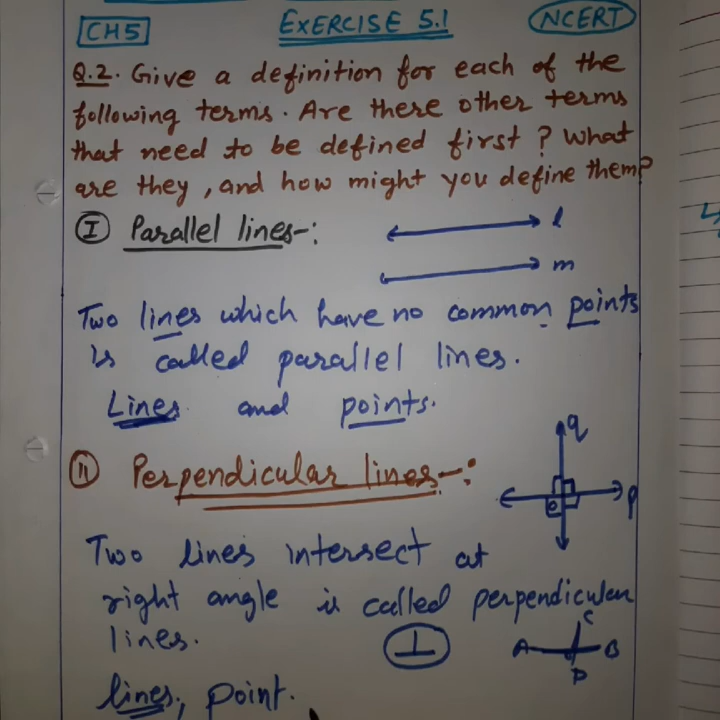 CH5 EXERCISE 5.1 NCERT
Q.2. Give a definition for each of the
following terms. Are there other terms
that need to be defined first? What
are they, and how might you define them?
I Parallel lines-:
l
m
Two lines which have no common points
is called parallel lines.
Lines and points.
II Perpendicular lines-:
q
p
Two lines intersect at
right angle is called perpendicular
lines. ⊥
C
A B
D
lines, point.